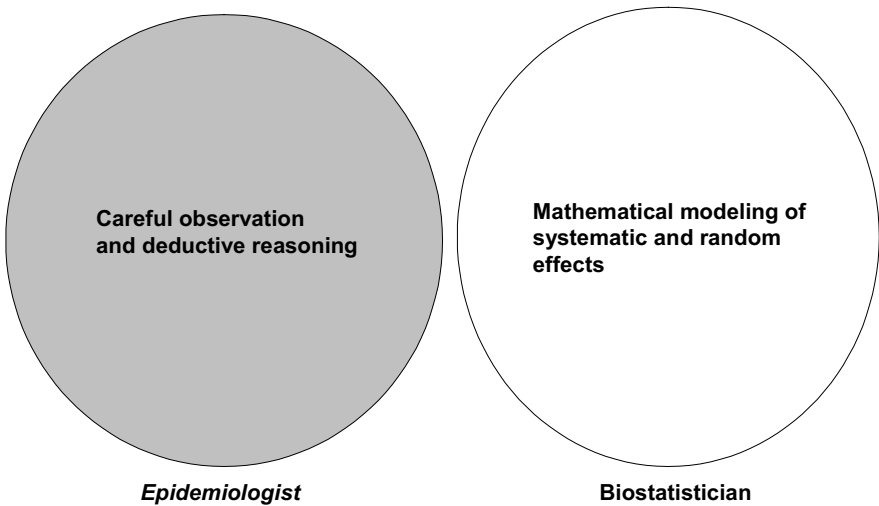 Careful observation
and deductive reasoning
Mathematical modeling of
systematic and random
effects
Epidemiologist
Biostatistician